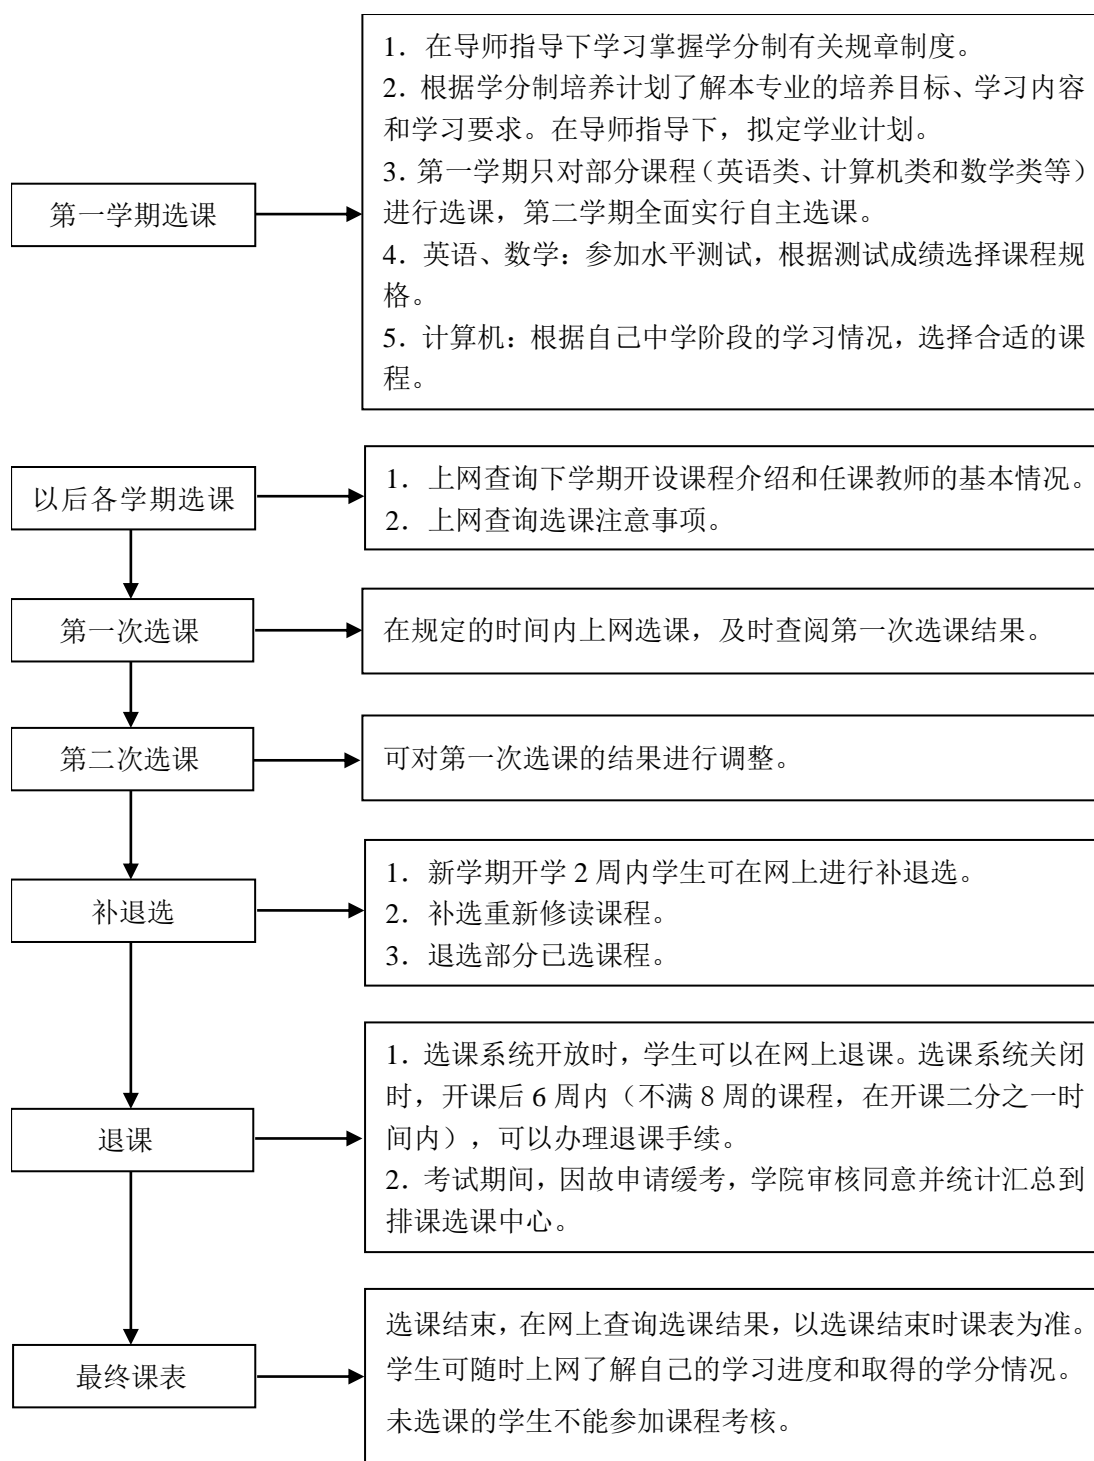 第一学期选课
1．在导师指导下学习掌握学分制有关规章制度。
2．根据学分制培养计划了解本专业的培养目标、学习内容
和学习要求。在导师指导下，拟定学业计划。
3．第一学期只对部分课程（英语类、计算机类和数学类等）
进行选课，第二学期全面实行自主选课。
4．英语、数学：参加水平测试，根据测试成绩选择课程规
格。
5．计算机：根据自己中学阶段的学习情况，选择合适的课
程。
以后各学期选课
1．上网查询下学期开设课程介绍和任课教师的基本情况。
2．上网查询选课注意事项。
第一次选课
在规定的时间内上网选课，及时查阅第一次选课结果。
第二次选课
可对第一次选课的结果进行调整。
补退选
1．新学期开学 2 周内学生可在网上进行补退选。
2．补选重新修读课程。
3．退选部分已选课程。
退课
1．选课系统开放时，学生可以在网上退课。选课系统关闭
时，开课后 6 周内（不满 8 周的课程，在开课二分之一时
间内），可以办理退课手续。
2．考试期间，因故申请缓考，学院审核同意并统计汇总到
排课选课中心。
最终课表
选课结束，在网上查询选课结果，以选课结束时课表为准。
学生可随时上网了解自己的学习进度和取得的学分情况。
未选课的学生不能参加课程考核。